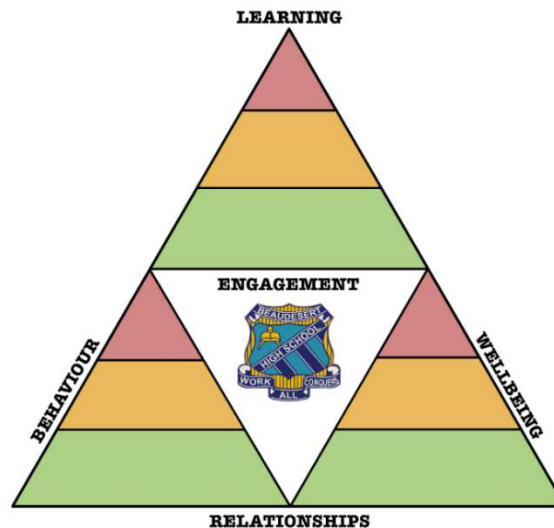 LEARNING
ENGAGEMENT
BEAUDESERT
HIGH SCHOOL
WORK CONQUERS
ALL
BEHAVIOUR
WELLBEING
RELATIONSHIPS